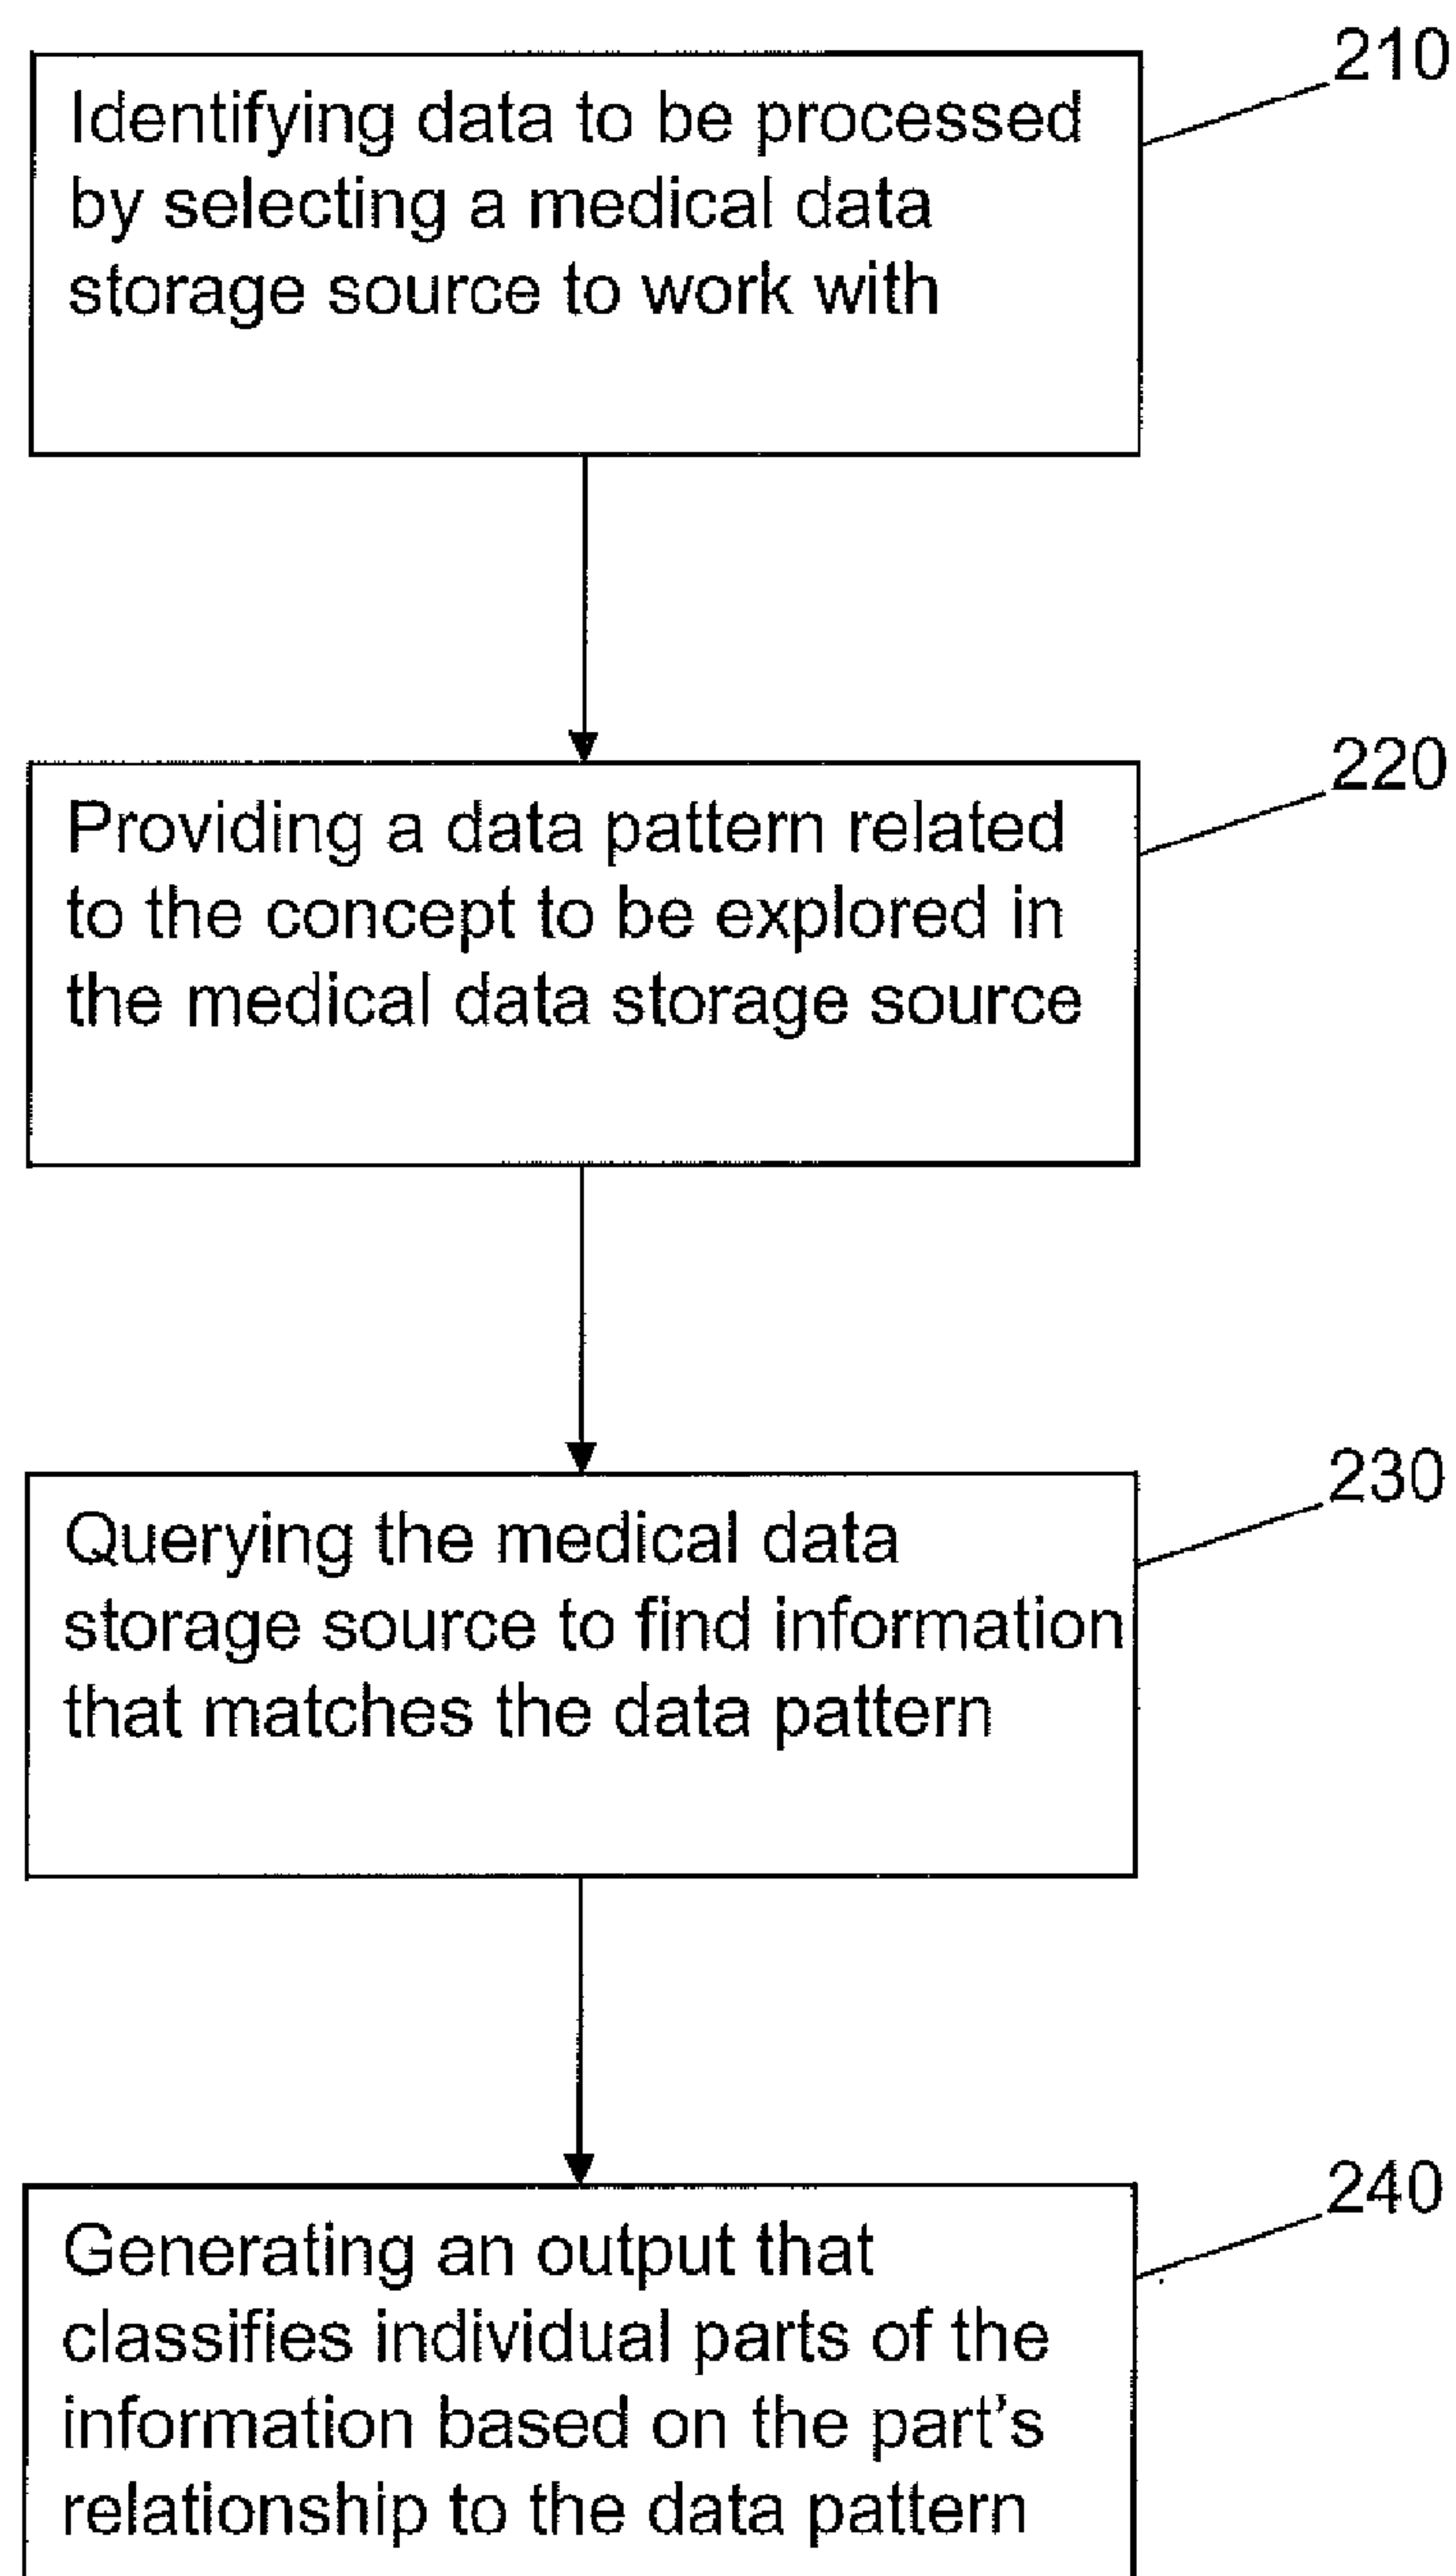 210
Identifying data to be processed
by selecting a medical data
storage source to work with
220
Providing a data pattern related
to the concept to be explored in
the medical data storage source
230
Querying the medical data
storage source to find information
that matches the data pattern
240
Generating an output that
classifies individual parts of the
information based on the part's
relationship to the data pattern